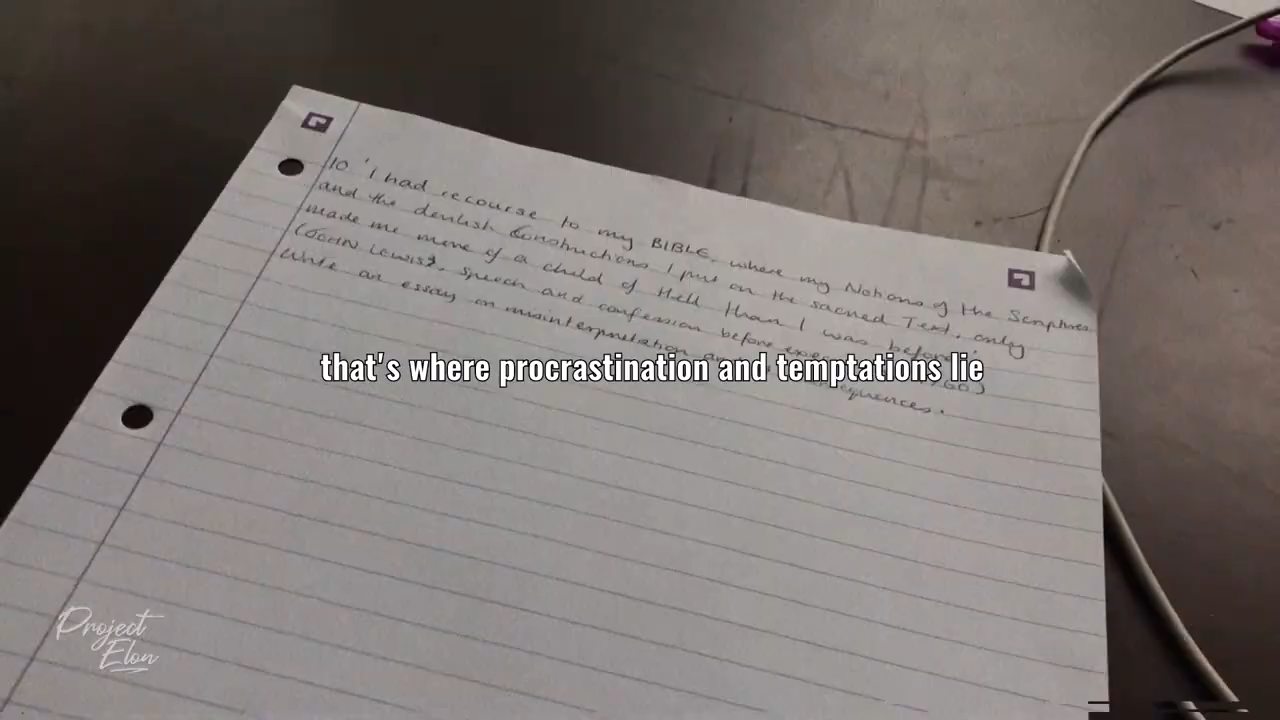 10 'I had recourse to my BIBLE, where my Notions of the Scriptures
and the devilish Constructions I put on the sacred Text, only
made me more of a child of Hell than I was before'.
(JOHN LEWIS?, speech and confession before 1760)
Write an essay on misinterpretation consequences.
that's where procrastination and temptations lie
Project
Elon